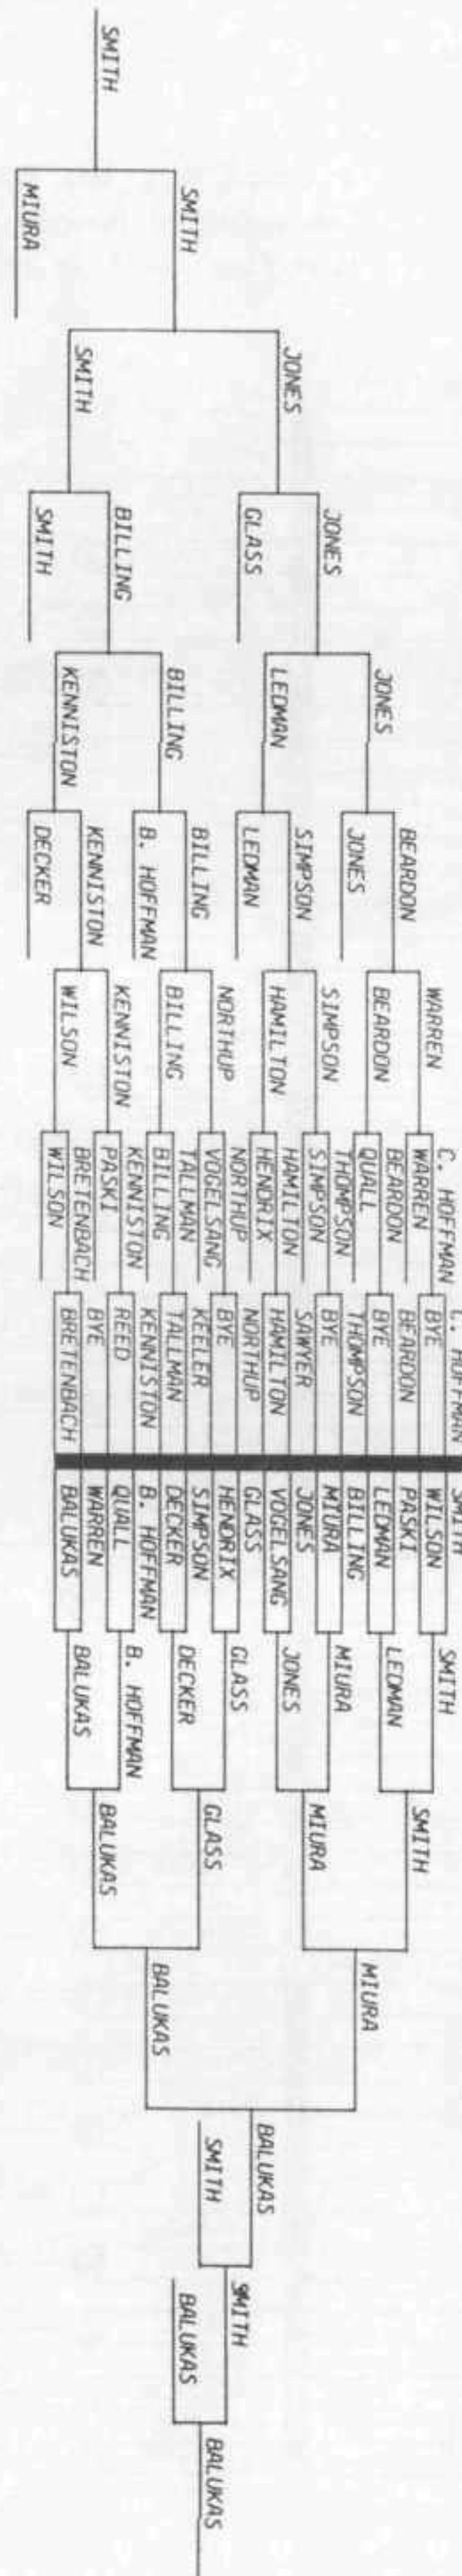 SMITH
SMITH
MIURA
JONES
SMITH
JONES
GLASS
BILLING
SMITH
JONES
LEDMAN
BILLING
KENNISTON
BEARDON
JONES
SIMPSON
LEDMAN
BILLING
B. HOFFMAN
KENNISTON
DECKER
WARREN
BEARDON
SIMPSON
HAMILTON
NORTHUP
BILLING
KENNISTON
WILSON
C. HOFFMAN
WARREN
BEARDON
QUALL
THOMPSON
SIMPSON
HAMILTON
HENDRIX
NORTHUP
VOGELSANG
TALLMAN
BILLING
KENNISTON
PASKI
BRETENBACH
WILSON
C. HOFFMAN
BYE
BEARDON
BYE
THOMPSON
BYE
SAWYER
HAMILTON
NORTHUP
BYE
KEELER
TALLMAN
KENNISTON
REED
BYE
BRETENBACH
SMITH
WILSON
PASKI
LEDMAN
BILLING
MIURA
JONES
VOGELSANG
GLASS
HENDRIX
SIMPSON
DECKER
B. HOFFMAN
QUALL
WARREN
BALUKAS
SMITH
LEDMAN
MIURA
JONES
GLASS
DECKER
B. HOFFMAN
BALUKAS
SMITH
MIURA
GLASS
BALUKAS
MIURA
BALUKAS
BALUKAS
SMITH
SMITH
BALUKAS
BALUKAS